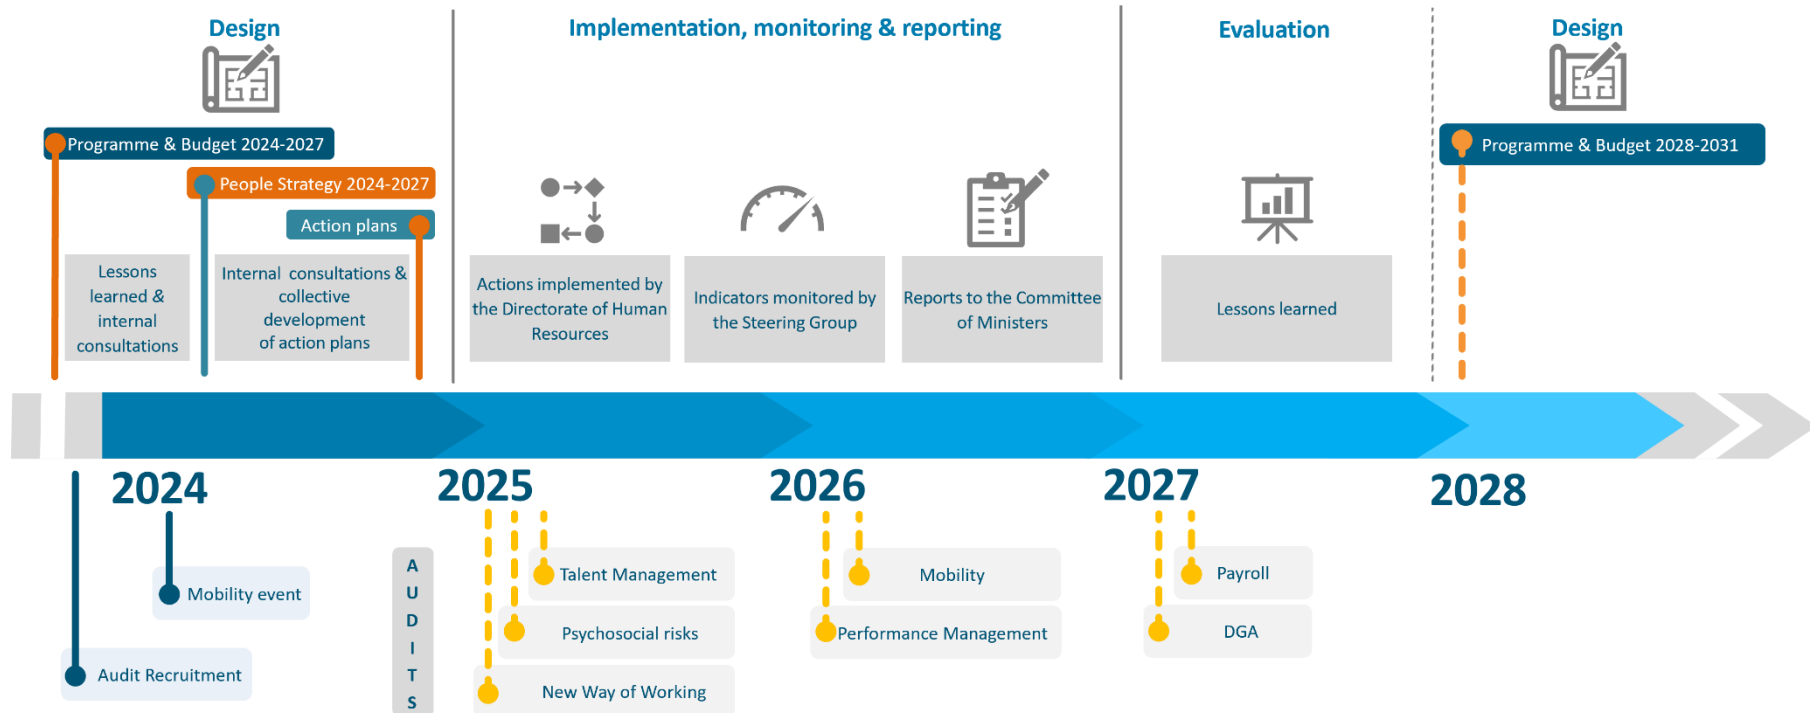 Design
Implementation, monitoring & reporting
Evaluation
Design
Programme & Budget 2024-2027
People Strategy 2024-2027
Action plans
Programme & Budget 2028-2031
Lessons
learned &
internal
consultations
Internal consultations &
collective
development
of action plans
Actions implemented by
the Directorate of Human
Resources
Indicators monitored by
the Steering Group
Reports to the Committee
of Ministers
Lessons learned
2024
2025
2026
2027
2028
Mobility event
Audit Recruitment
A
U
D
I
T
S
Talent Management
Psychosocial risks
New Way of Working
Mobility
Performance Management
Payroll
DGA